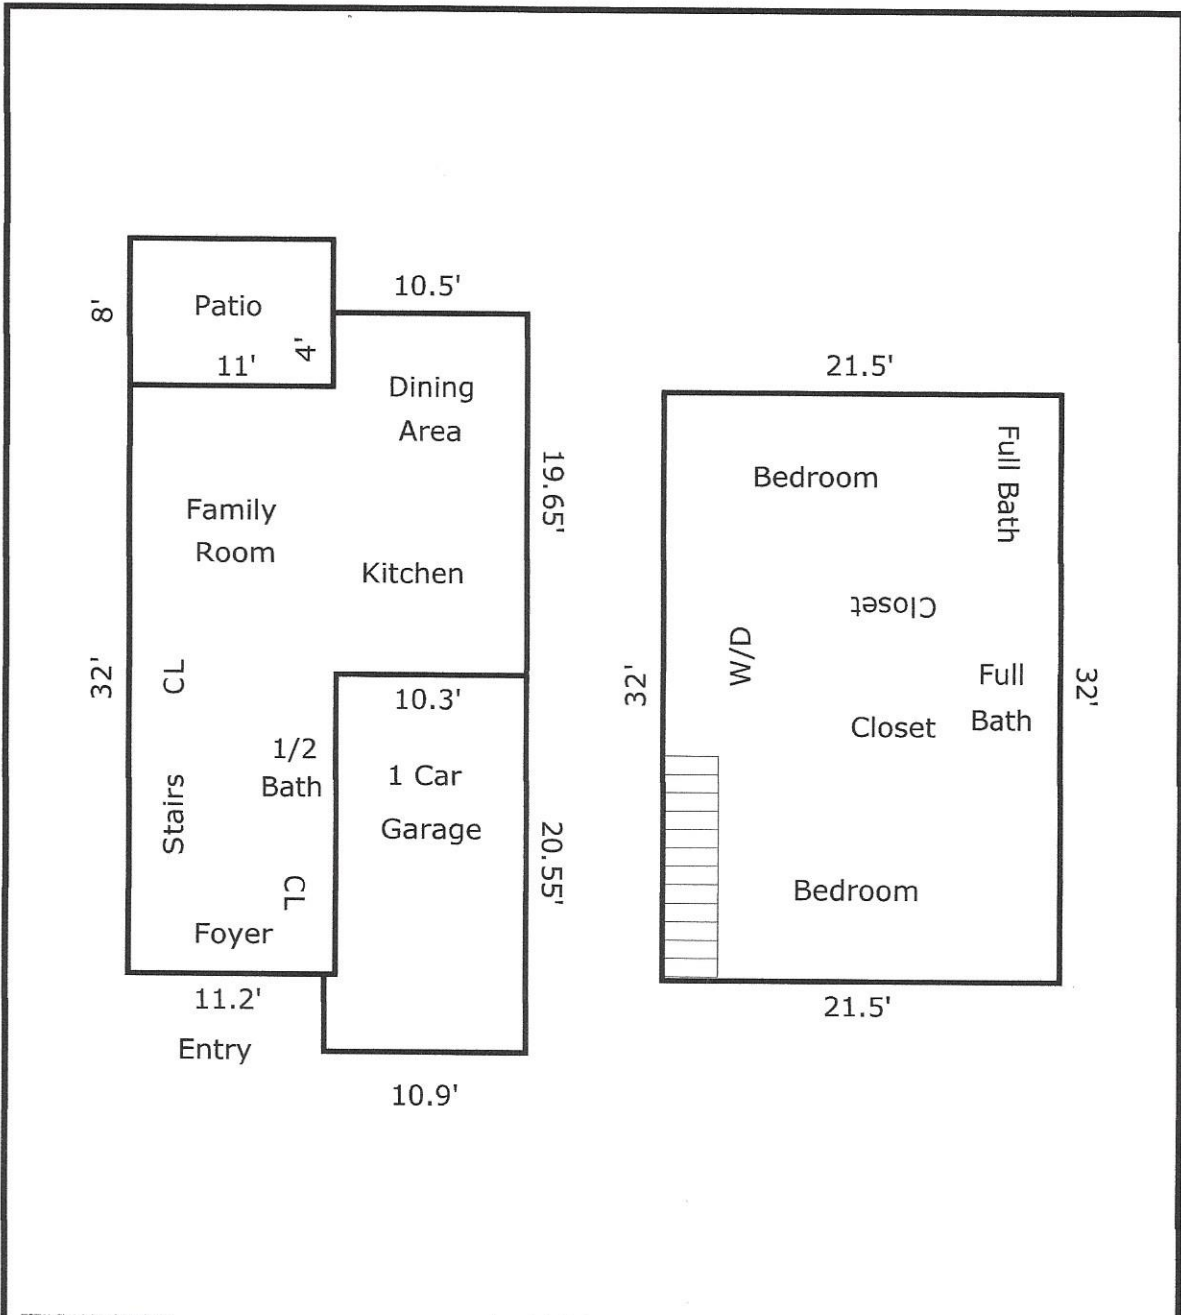 10.5'
8'
Patio
4'
11'
Dining
Area
19.65'
Family
Room
Kitchen
32'
CL
10.3'
1/2
Bath
1 Car
Garage
Stairs
20.55'
CL
Foyer
11.2'
Entry
10.9'
21.5'
Bedroom
Full Bath
Closet
W/D
32'
Full
Bath
32'
Closet
Bedroom
21.5'